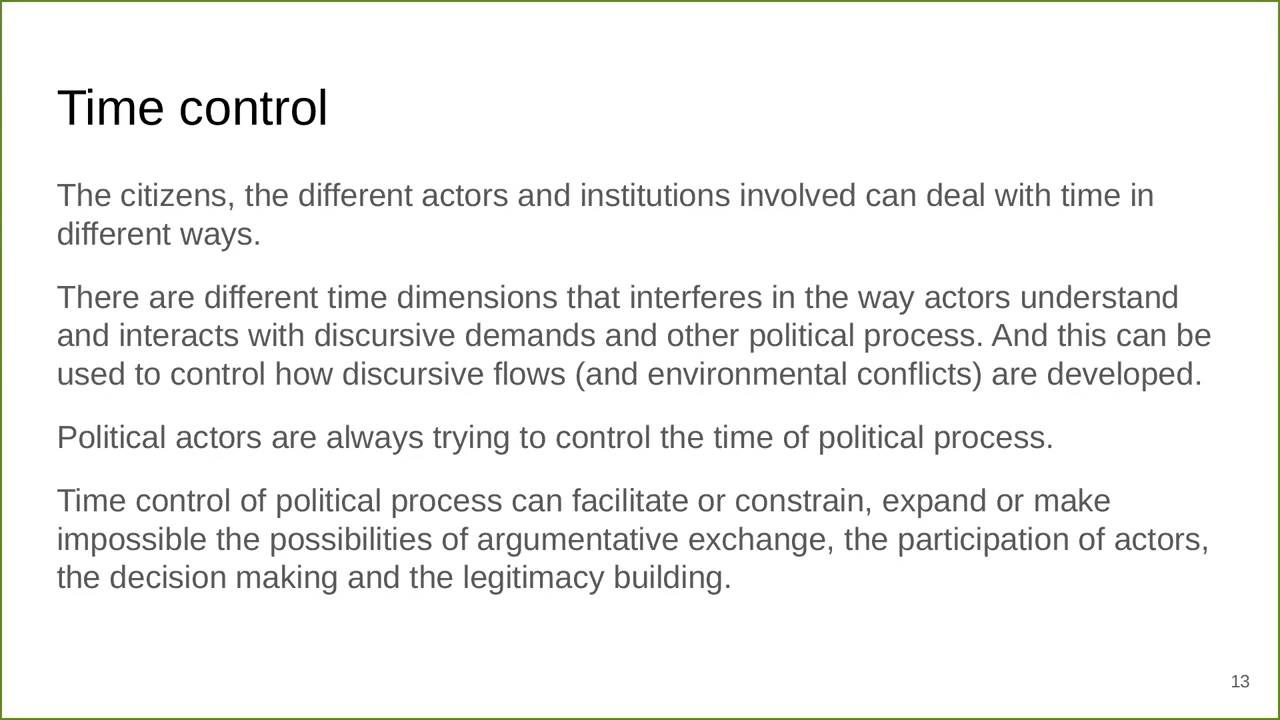 Time control
The citizens, the different actors and institutions involved can deal with time in
different ways.
There are different time dimensions that interferes in the way actors understand
and interacts with discursive demands and other political process. And this can be
used to control how discursive flows (and environmental conflicts) are developed.
Political actors are always trying to control the time of political process.
Time control of political process can facilitate or constrain, expand or make
impossible the possibilities of argumentative exchange, the participation of actors,
the decision making and the legitimacy building.
13